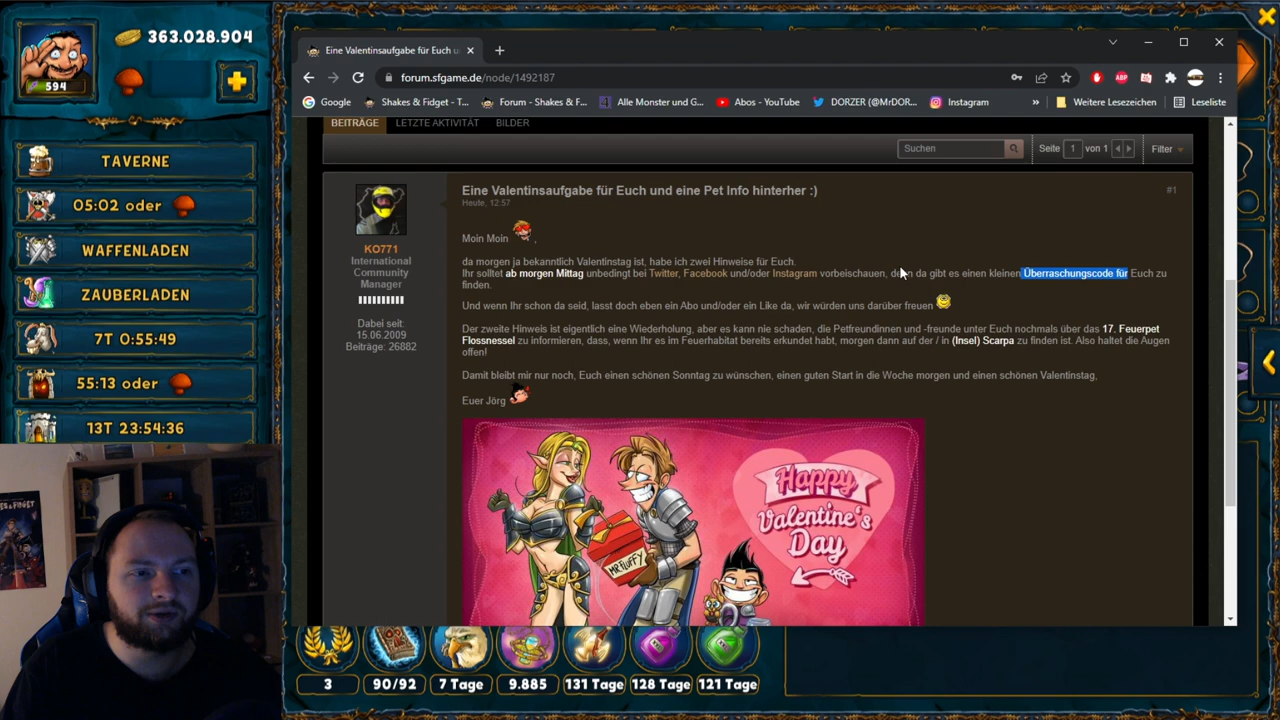 363.028.904
594
TAVERNE
05:02 oder
WAFFENLADEN
ZAUBERLADEN
7T 0:55:49
55:13 oder
13T 23:54:36
Eine Valentinsaufgabe für Euch u
forum.sfgame.de/node/1492187
ABP
Google
Shakes & Fidget - T...
Forum - Shakes & F...
Alle Monster und G...
Abos - YouTube
DORZER (@MrDOR...
Instagram
»
Weitere Lesezeichen
Leseliste
BEITRÄGE
LETZTE AKTIVITÄT
BILDER
Suchen
Seite 1 von 1
Filter
KO771
International
Community
Manager
Dabei seit:
15.06.2009
Beiträge: 26882
Eine Valentinsaufgabe für Euch und eine Pet Info hinterher :)
#1
Heute, 12:57
Moin Moin ,
da morgen ja bekanntlich Valentinstag ist, habe ich zwei Hinweise für Euch.
Ihr solltet ab morgen Mittag unbedingt bei Twitter, Facebook und/oder Instagram vorbeischauen, denn da gibt es einen kleinen Überraschungscode für Euch zu
finden.
Und wenn Ihr schon da seid, lasst doch eben ein Abo und/oder ein Like da, wir würden uns darüber freuen
Der zweite Hinweis ist eigentlich eine Wiederholung, aber es kann nie schaden, die Petfreundinnen und -freunde unter Euch nochmals über das 17. Feuerpet
Flossnessel zu informieren, dass, wenn Ihr es im Feuerhabitat bereits erkundet habt, morgen dann auf der / in (Insel) Scarpa zu finden ist. Also haltet die Augen
offen!
Damit bleibt mir nur noch, Euch einen schönen Sonntag zu wünschen, einen guten Start in die Woche morgen und einen schönen Valentinstag,
Euer Jörg
Happy
Valentine's
Day
MR.FLUFFY
3
90/92
7 Tage
9.885
131 Tage
128 Tage
121 Tage